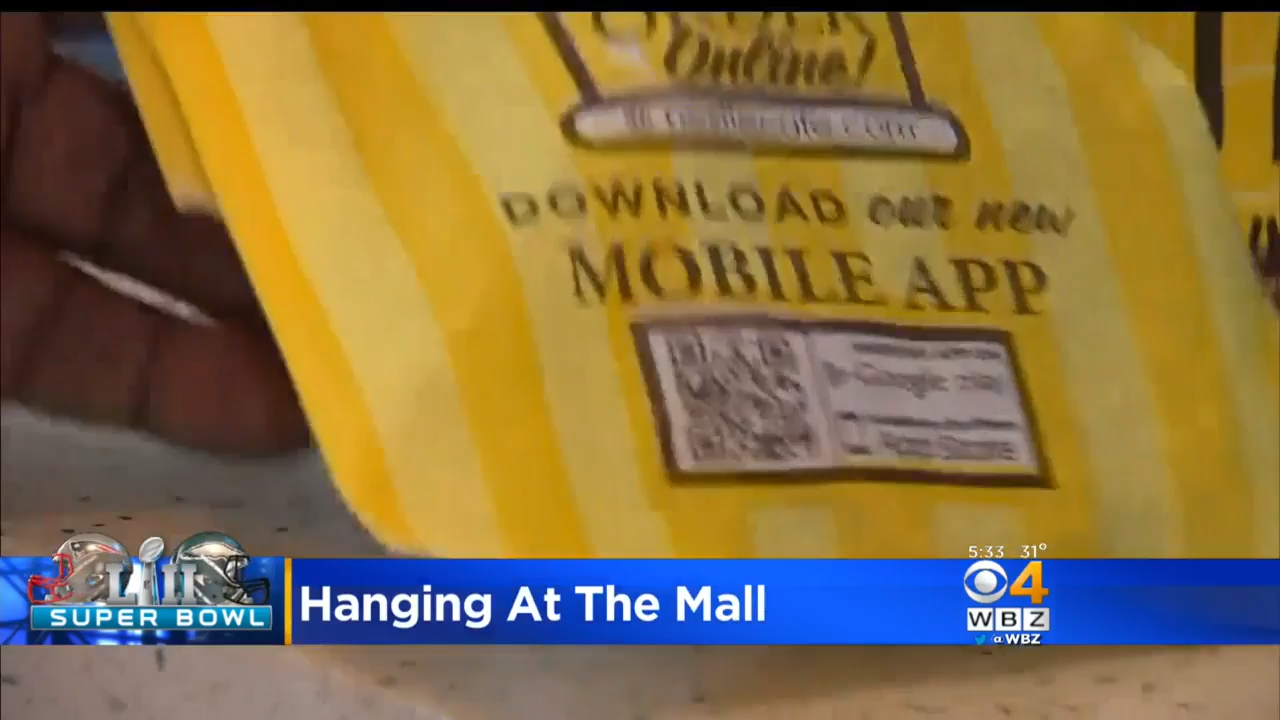 Online!
DOWNLOAD our new
MOBILE APP
Google play
App Store
LII
SUPER BOWL
Hanging At The Mall
5:33 31°
4
WBZ
@WBZ